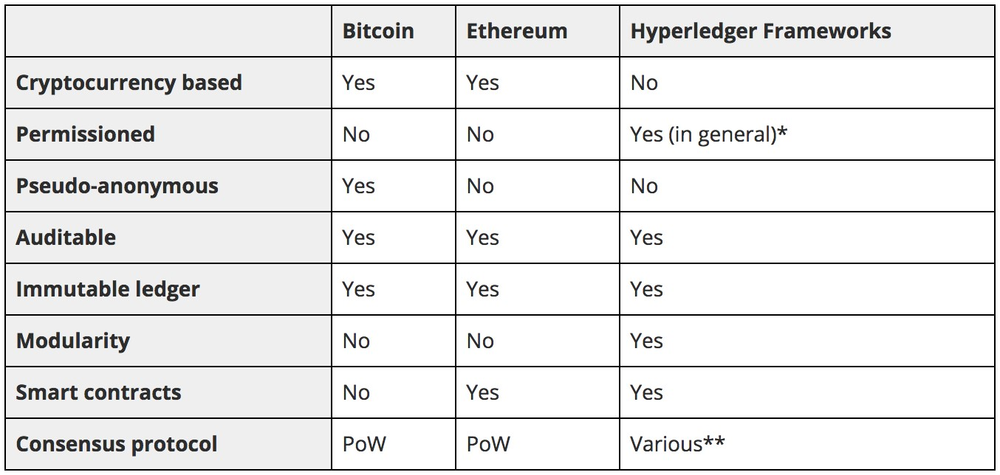 Bitcoin Ethereum Hyperledger Frameworks
Cryptocurrency based Yes Yes No
Permissioned No No Yes (in general)*
Pseudo-anonymous Yes No No
Auditable Yes Yes Yes
Immutable ledger Yes Yes Yes
Modularity No No Yes
Smart contracts No Yes Yes
Consensus protocol PoW PoW Various**